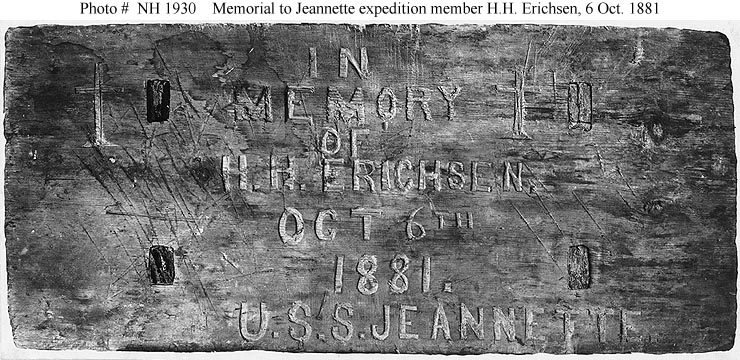 Photo # NH 1930 Memorial to Jeannette expedition member H.H. Erichsen, 6 Oct. 1881
IN
MEMORY
OF
H.H. ERICHSEN.
OCT 6TH
1881.
U.S.S. JEANNETTE.